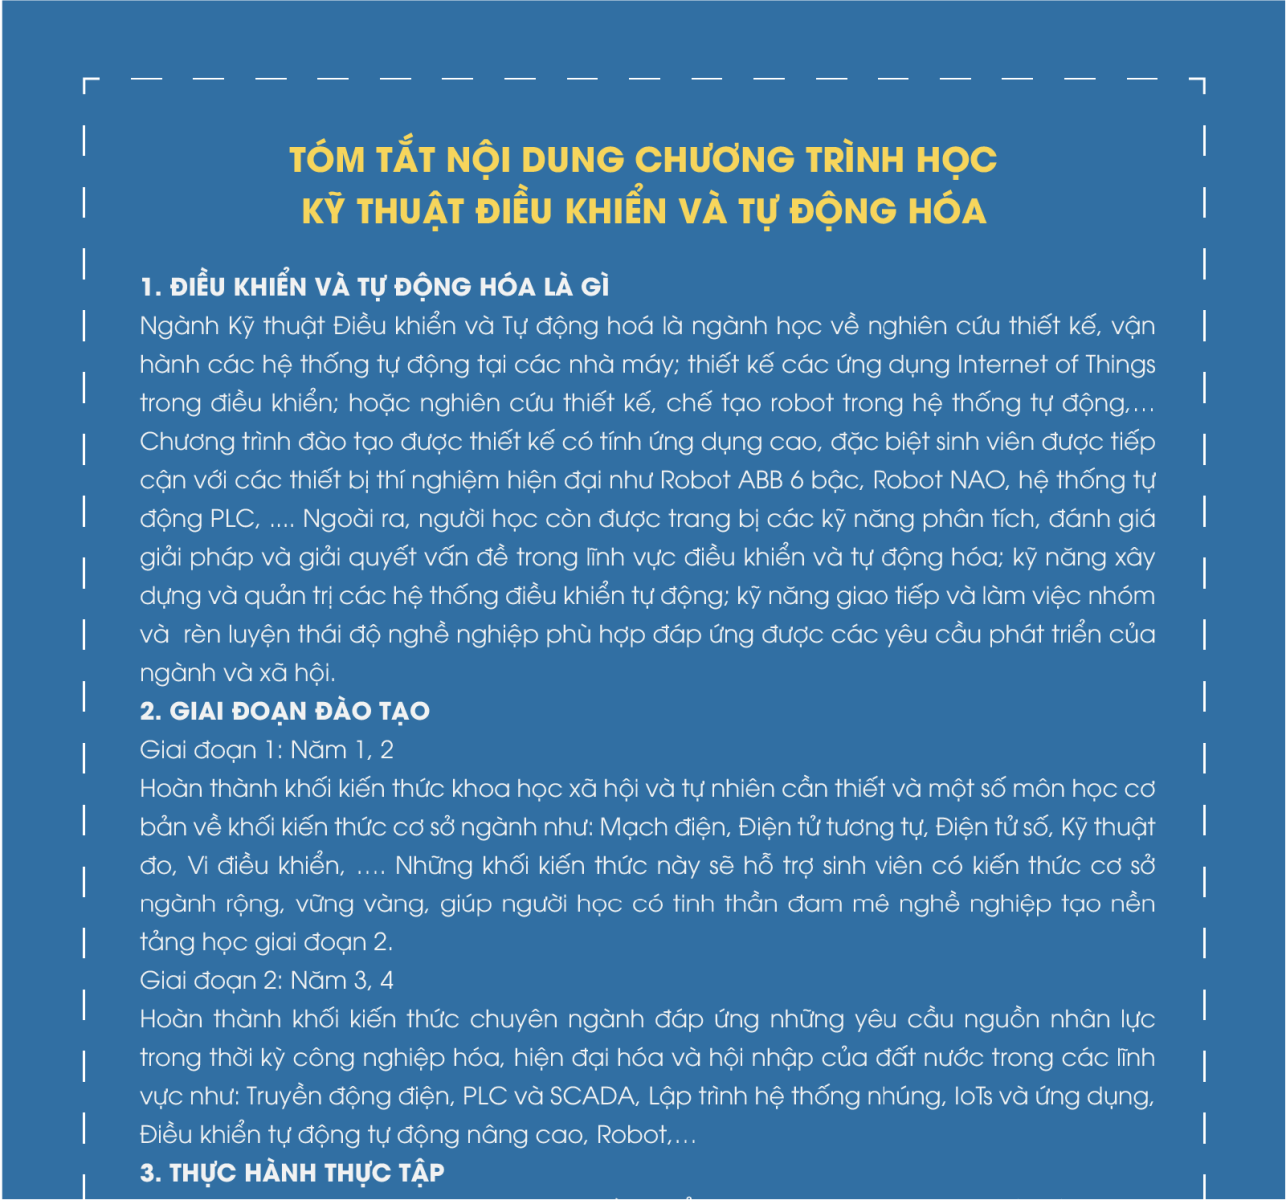 TÓM TẮT NỘI DUNG CHƯƠNG TRÌNH HỌC
KỸ THUẬT ĐIỀU KHIỂN VÀ TỰ ĐỘNG HÓA
1. ĐIỀU KHIỂN VÀ TỰ ĐỘNG HÓA LÀ GÌ
Ngành Kỹ thuật Điều khiển và Tự động hoá là ngành học về nghiên cứu thiết kế, vận
hành các hệ thống tự động tại các nhà máy; thiết kế các ứng dụng Internet of Things
trong điều khiển; hoặc nghiên cứu thiết kế, chế tạo robot trong hệ thống tự động,…
Chương trình đào tạo được thiết kế có tính ứng dụng cao, đặc biệt sinh viên được tiếp
cận với các thiết bị thí nghiệm hiện đại như Robot ABB 6 bậc, Robot NAO, hệ thống tự
động PLC, .... Ngoài ra, người học còn được trang bị các kỹ năng phân tích, đánh giá
giải pháp và giải quyết vấn đề trong lĩnh vực điều khiển và tự động hóa; kỹ năng xây
dựng và quản trị các hệ thống điều khiển tự động; kỹ năng giao tiếp và làm việc nhóm
và  rèn luyện thái độ nghề nghiệp phù hợp đáp ứng được các yêu cầu phát triển của
ngành và xã hội.
2. GIAI ĐOẠN ĐÀO TẠO
Giai đoạn 1: Năm 1, 2
Hoàn thành khối kiến thức khoa học xã hội và tự nhiên cần thiết và một số môn học cơ
bản về khối kiến thức cơ sở ngành như: Mạch điện, Điện tử tương tự, Điện tử số, Kỹ thuật
đo, Vi điều khiển, …. Những khối kiến thức này sẽ hỗ trợ sinh viên có kiến thức cơ sở
ngành rộng, vững vàng, giúp người học có tinh thần đam mê nghề nghiệp tạo nền
tảng học giai đoạn 2.
Giai đoạn 2: Năm 3, 4
Hoàn thành khối kiến thức chuyên ngành đáp ứng những yêu cầu nguồn nhân lực
trong thời kỳ công nghiệp hóa, hiện đại hóa và hội nhập của đất nước trong các lĩnh
vực như: Truyền động điện, PLC và SCADA, Lập trình hệ thống nhúng, IoTs và ứng dụng,
Điều khiển tự động tự động nâng cao, Robot,…
3. THỰC HÀNH THỰC TẬP